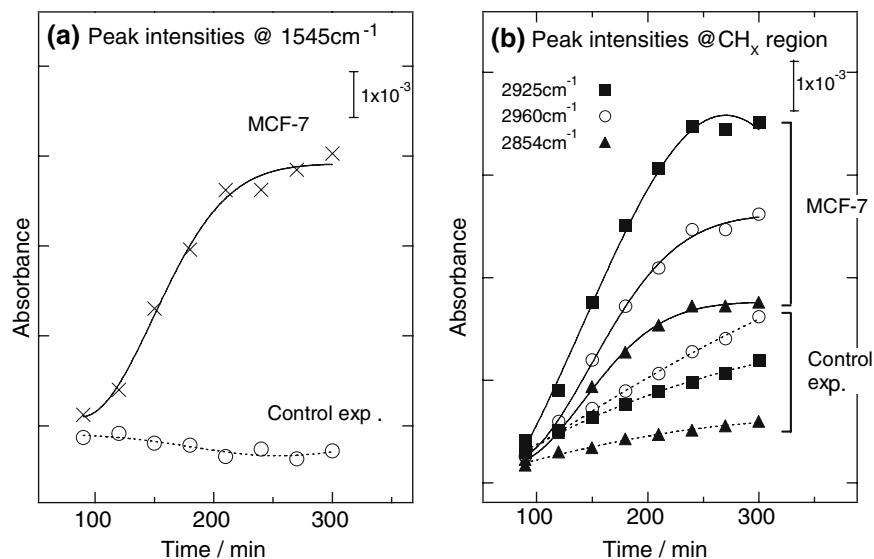 (a) Peak intensities @ 1545cm⁻¹
1x10⁻³
MCF-7
Control exp .
Absorbance
100
200
300
Time / min
(b) Peak intensities @CHₓ region
1x10⁻³
2925cm⁻¹
2960cm⁻¹
2854cm⁻¹
MCF-7
Control
exp.
Absorbance
100
200
300
Time / min